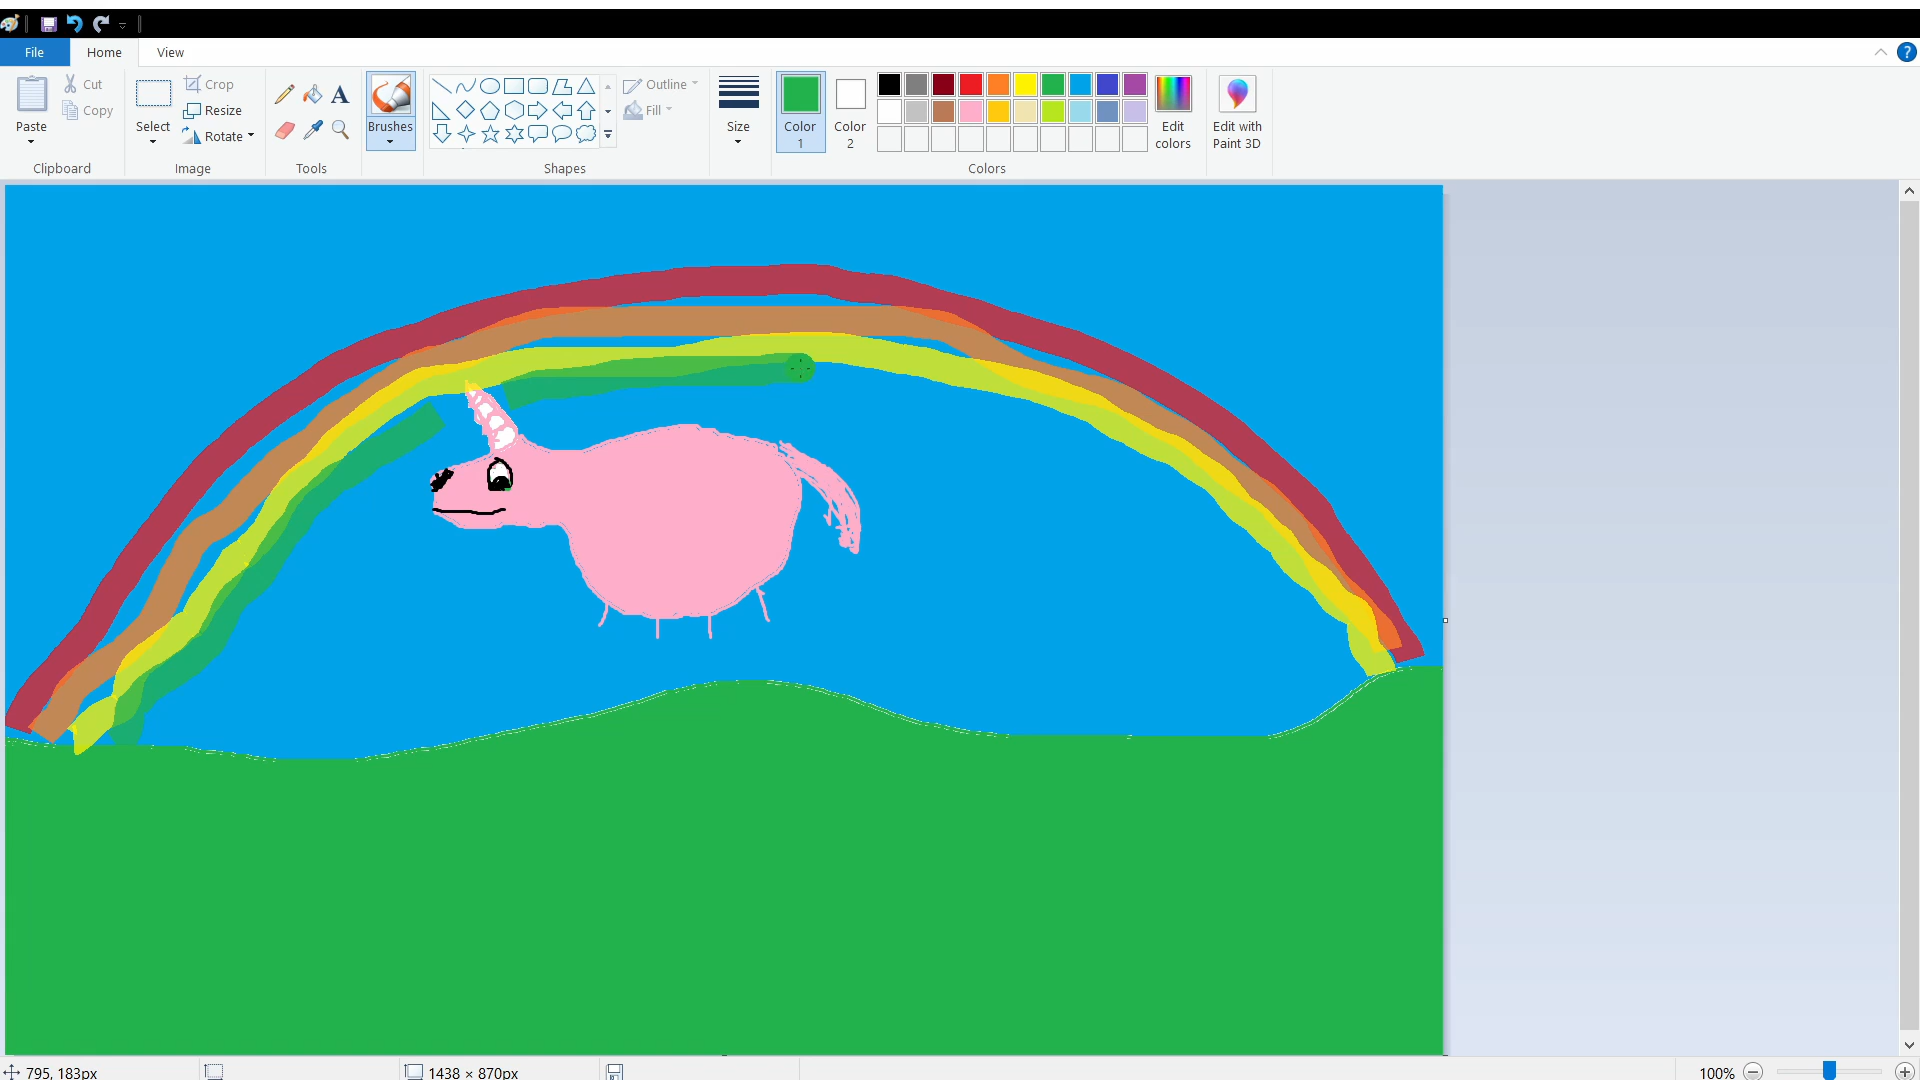 File Home View ?
Cut
Copy
Paste
Clipboard
Select
Crop
Resize
Rotate
Image
A
Tools
Brushes
Outline
Fill
Shapes
Size
Color 1
Color 2
Edit colors
Colors
Edit with Paint 3D
795, 183px 1438 × 870px 100%